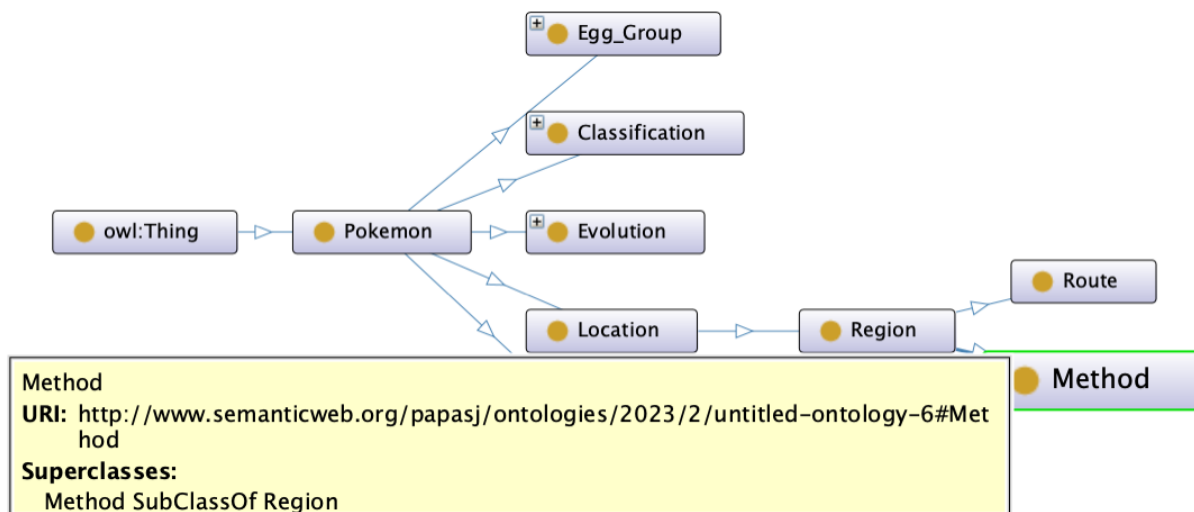 Egg_Group
Classification
owl:Thing
Pokemon
Evolution
Route
Location
Region
Method
Method
URI: http://www.semanticweb.org/papasj/ontologies/2023/2/untitled-ontology-6#Met
hod
Superclasses:
Method SubClassOf Region